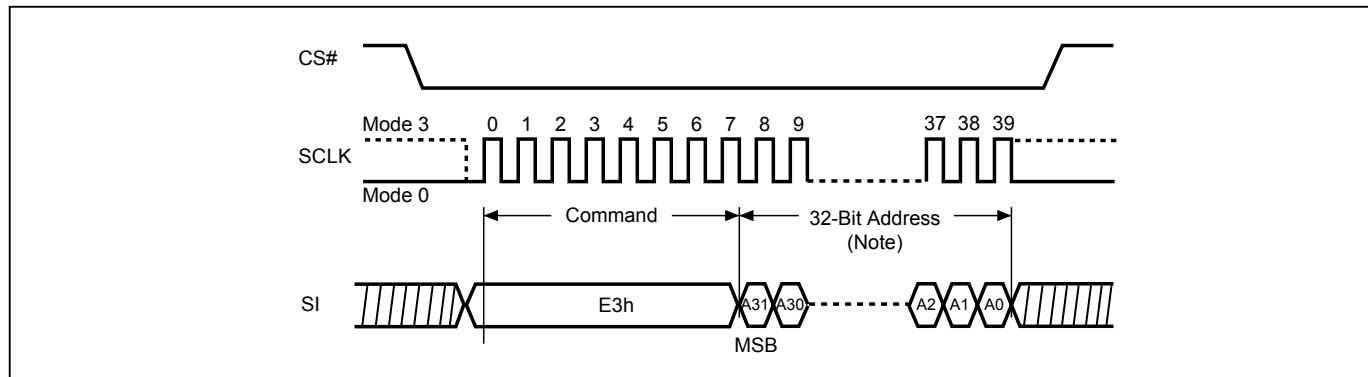 CS#
Mode 3
0 1 2 3 4 5 6 7 8 9 37 38 39
SCLK
Mode 0
Command
32-Bit Address
(Note)
SI
E3h
A31 A30 A2 A1 A0
MSB